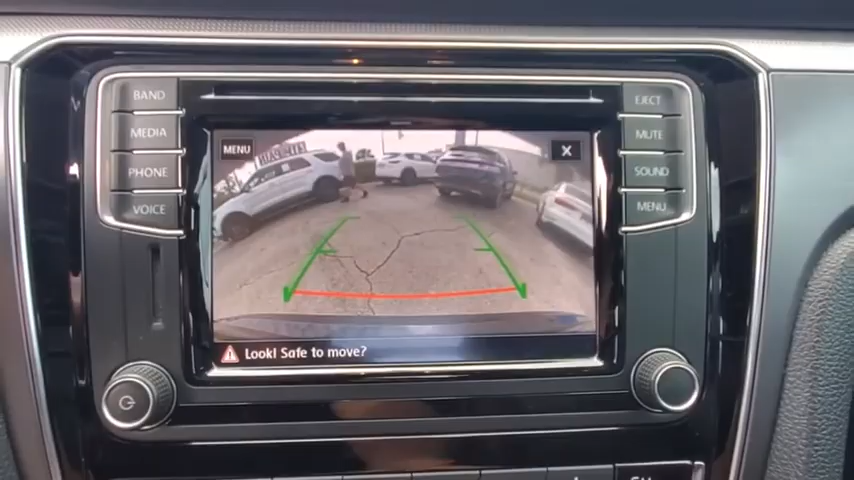 BAND
MEDIA
PHONE
VOICE
MENU
X
Look! Safe to move?
EJECT
MUTE
SOUND
MENU